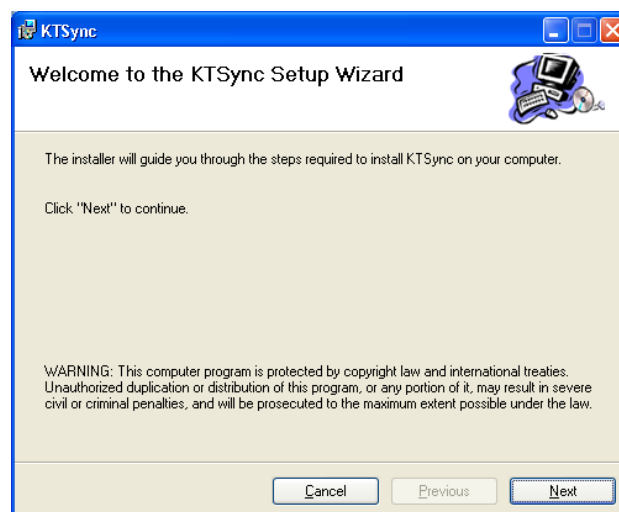 KTSync
Welcome to the KTSync Setup Wizard
The installer will guide you through the steps required to install KTSync on your computer.
Click "Next" to continue.
WARNING: This computer program is protected by copyright law and international treaties.
Unauthorized duplication or distribution of this program, or any portion of it, may result in severe
civil or criminal penalties, and will be prosecuted to the maximum extent possible under the law.
Cancel Previous Next